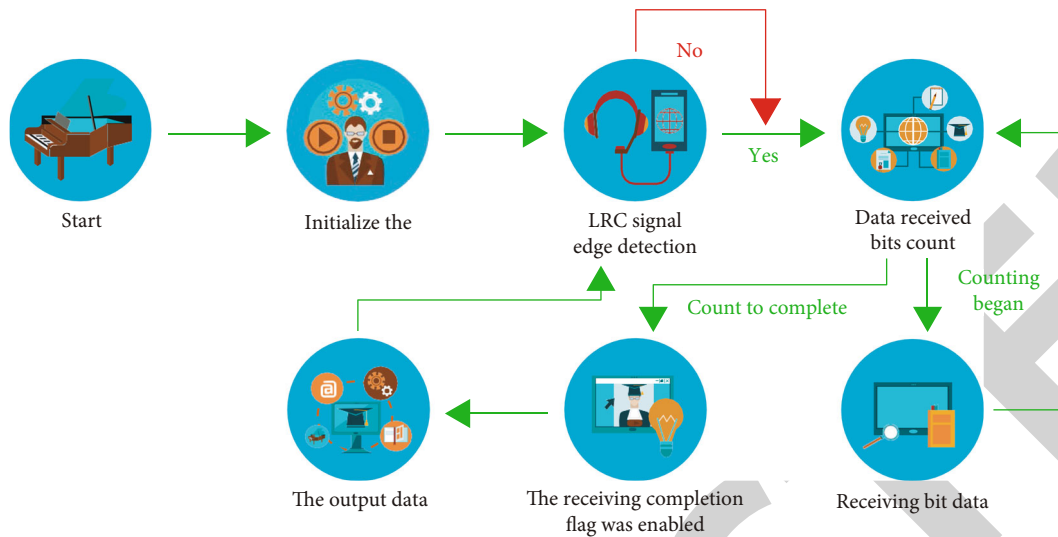 No
Yes
Start
Initialize the
LRC signal
edge detection
Data received
bits count
Count to complete
Counting
began
The output data
The receiving completion
flag was enabled
Receiving bit data